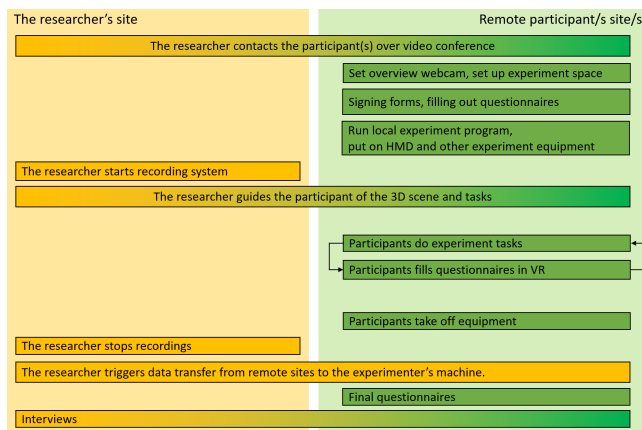 The researcher's site
Remote participant/s site/s
The researcher contacts the participant(s) over video conference
Set overview webcam, set up experiment space
Signing forms, filling out questionnaires
Run local experiment program,
put on HMD and other experiment equipment
The researcher starts recording system
The researcher guides the participant of the 3D scene and tasks
Participants do experiment tasks
Participants fills questionnaires in VR
Participants take off equipment
The researcher stops recordings
The researcher triggers data transfer from remote sites to the experimenter's machine.
Final questionnaires
Interviews